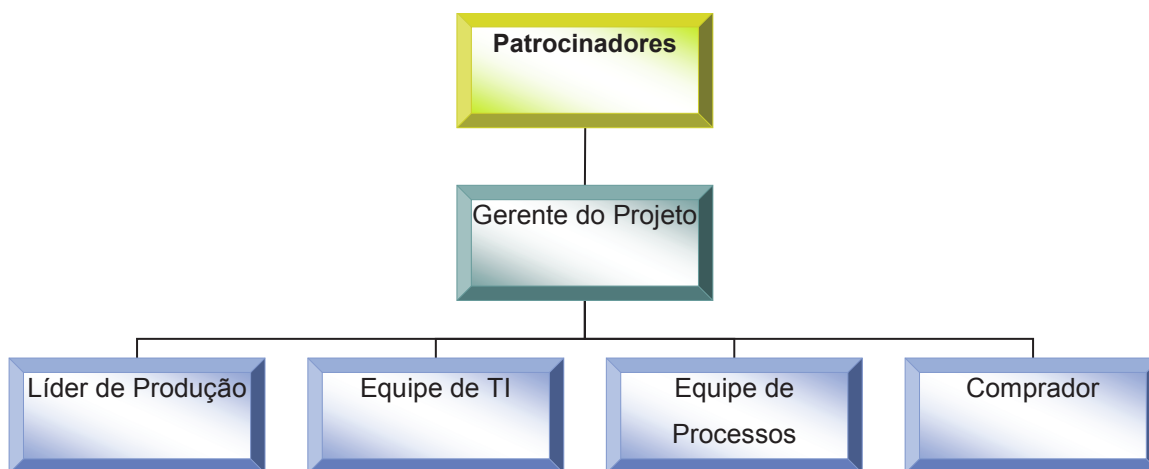 Patrocinadores
Gerente do Projeto
Líder de Produção
Equipe de TI
Equipe de
Processos
Comprador